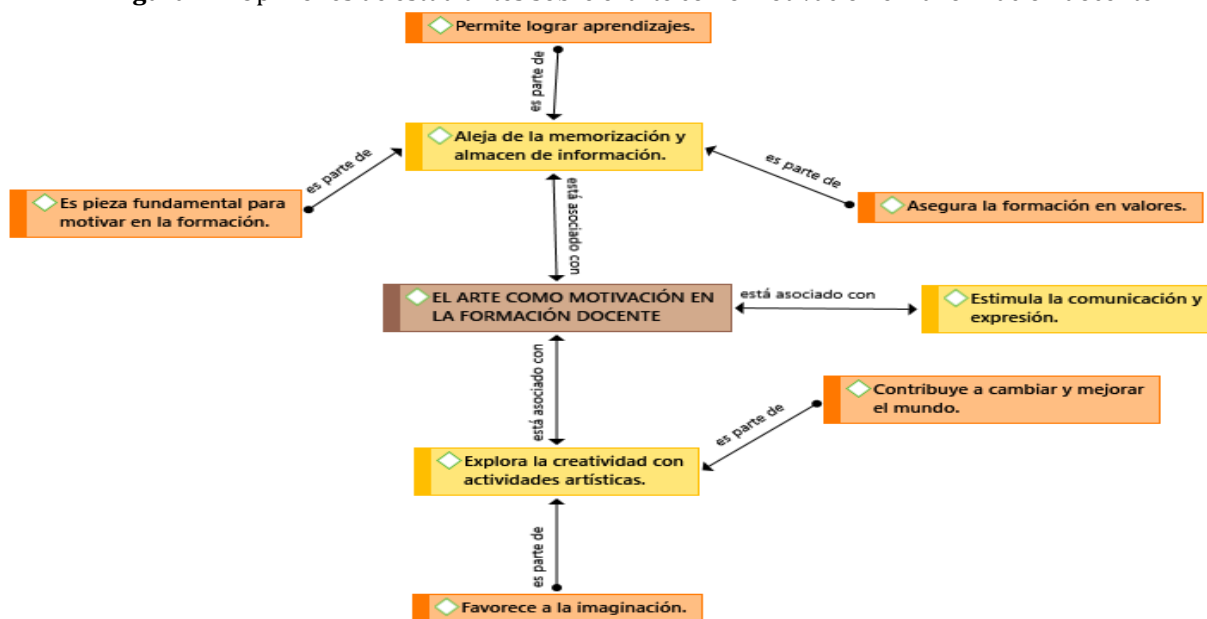 Permite lograr aprendizajes.
es parte de
Aleja de la memorización y
almacen de información.
es parte de
es parte de
Es pieza fundamental para
motivar en la formación.
Asegura la formación en valores.
está asociado con
EL ARTE COMO MOTIVACIÓN EN
LA FORMACIÓN DOCENTE
está asociado con
Estimula la comunicación y
expresión.
está asociado con
Contribuye a cambiar y mejorar
el mundo.
es parte de
Explora la creatividad con
actividades artísticas.
es parte de
Favorece a la imaginación.